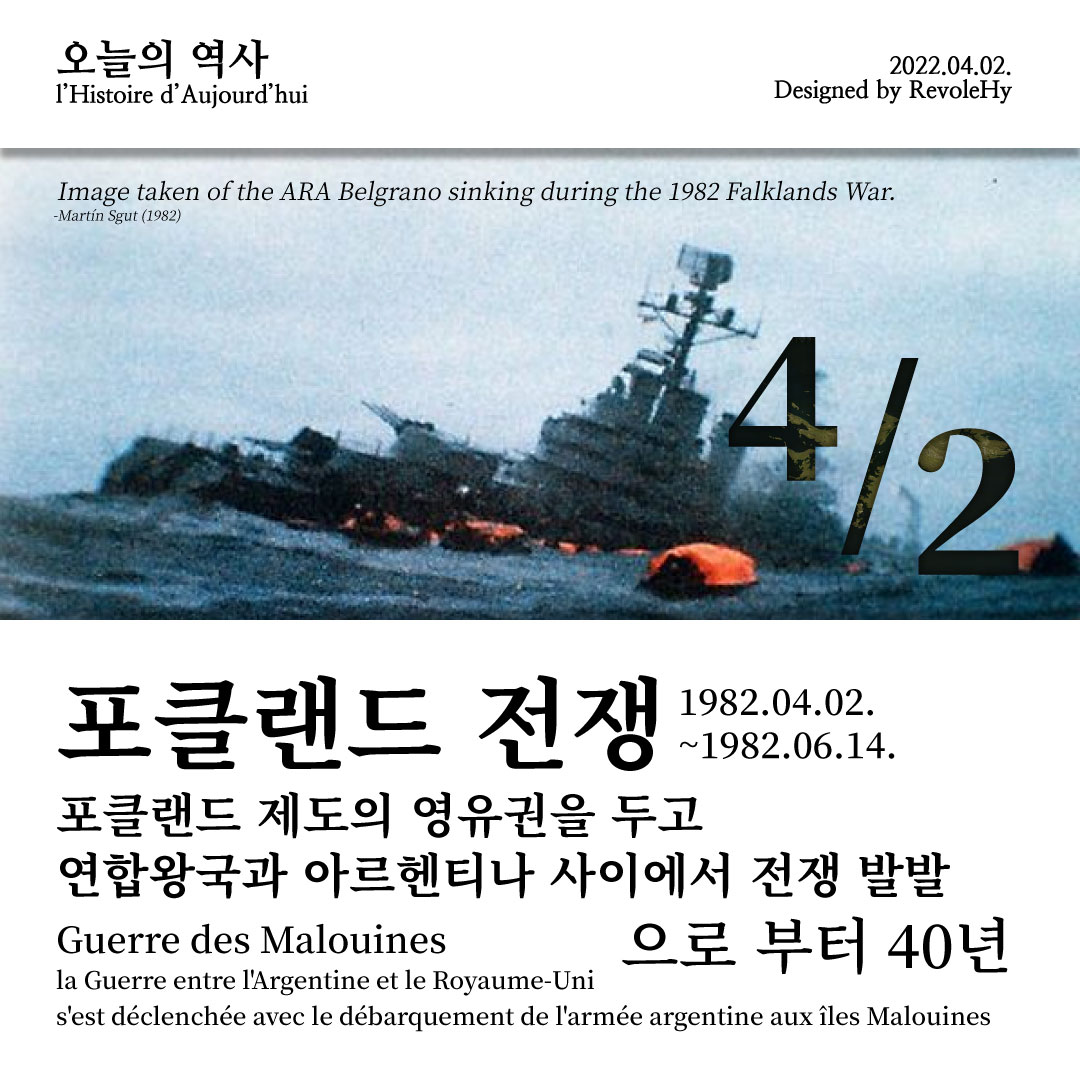 오늘의 역사
l’Histoire d’Aujourd’hui
2022.04.02.
Designed by RevoleHy
Image taken of the ARA Belgrano sinking during the 1982 Falklands War.
-Martín Sgut (1982)
4/2
포클랜드 전쟁
1982.04.02.
~1982.06.14.
포클랜드 제도의 영유권을 두고
연합왕국과 아르헨티나 사이에서 전쟁 발발
으로 부터 40년
Guerre des Malouines
la Guerre entre l'Argentine et le Royaume-Uni
s'est déclenchée avec le débarquement de l'armée argentine aux îles Malouines